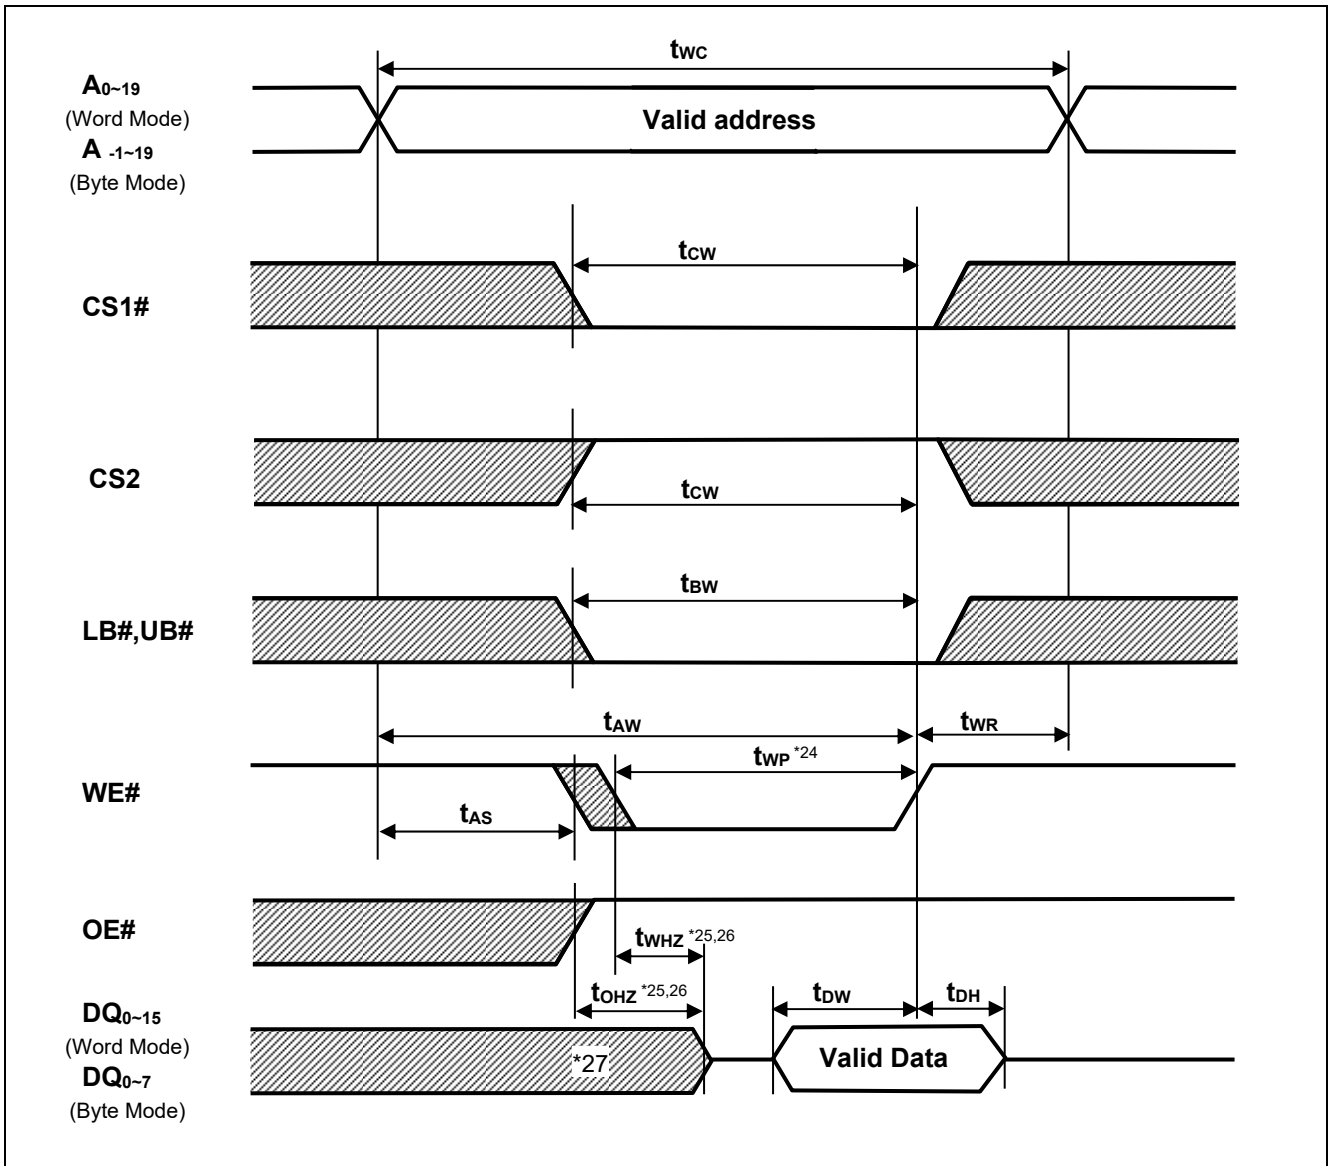 tWC
A0~19
(Word Mode)
A -1~19
(Byte Mode)
Valid address
tCW
CS1#
CS2
tCW
tBW
LB#,UB#
tAW
tWR
tWP *24
WE#
tAS
OE#
tWHZ *25,26
tOHZ *25,26
tDW
tDH
DQ0~15
(Word Mode)
DQ0~7
(Byte Mode)
*27
Valid Data